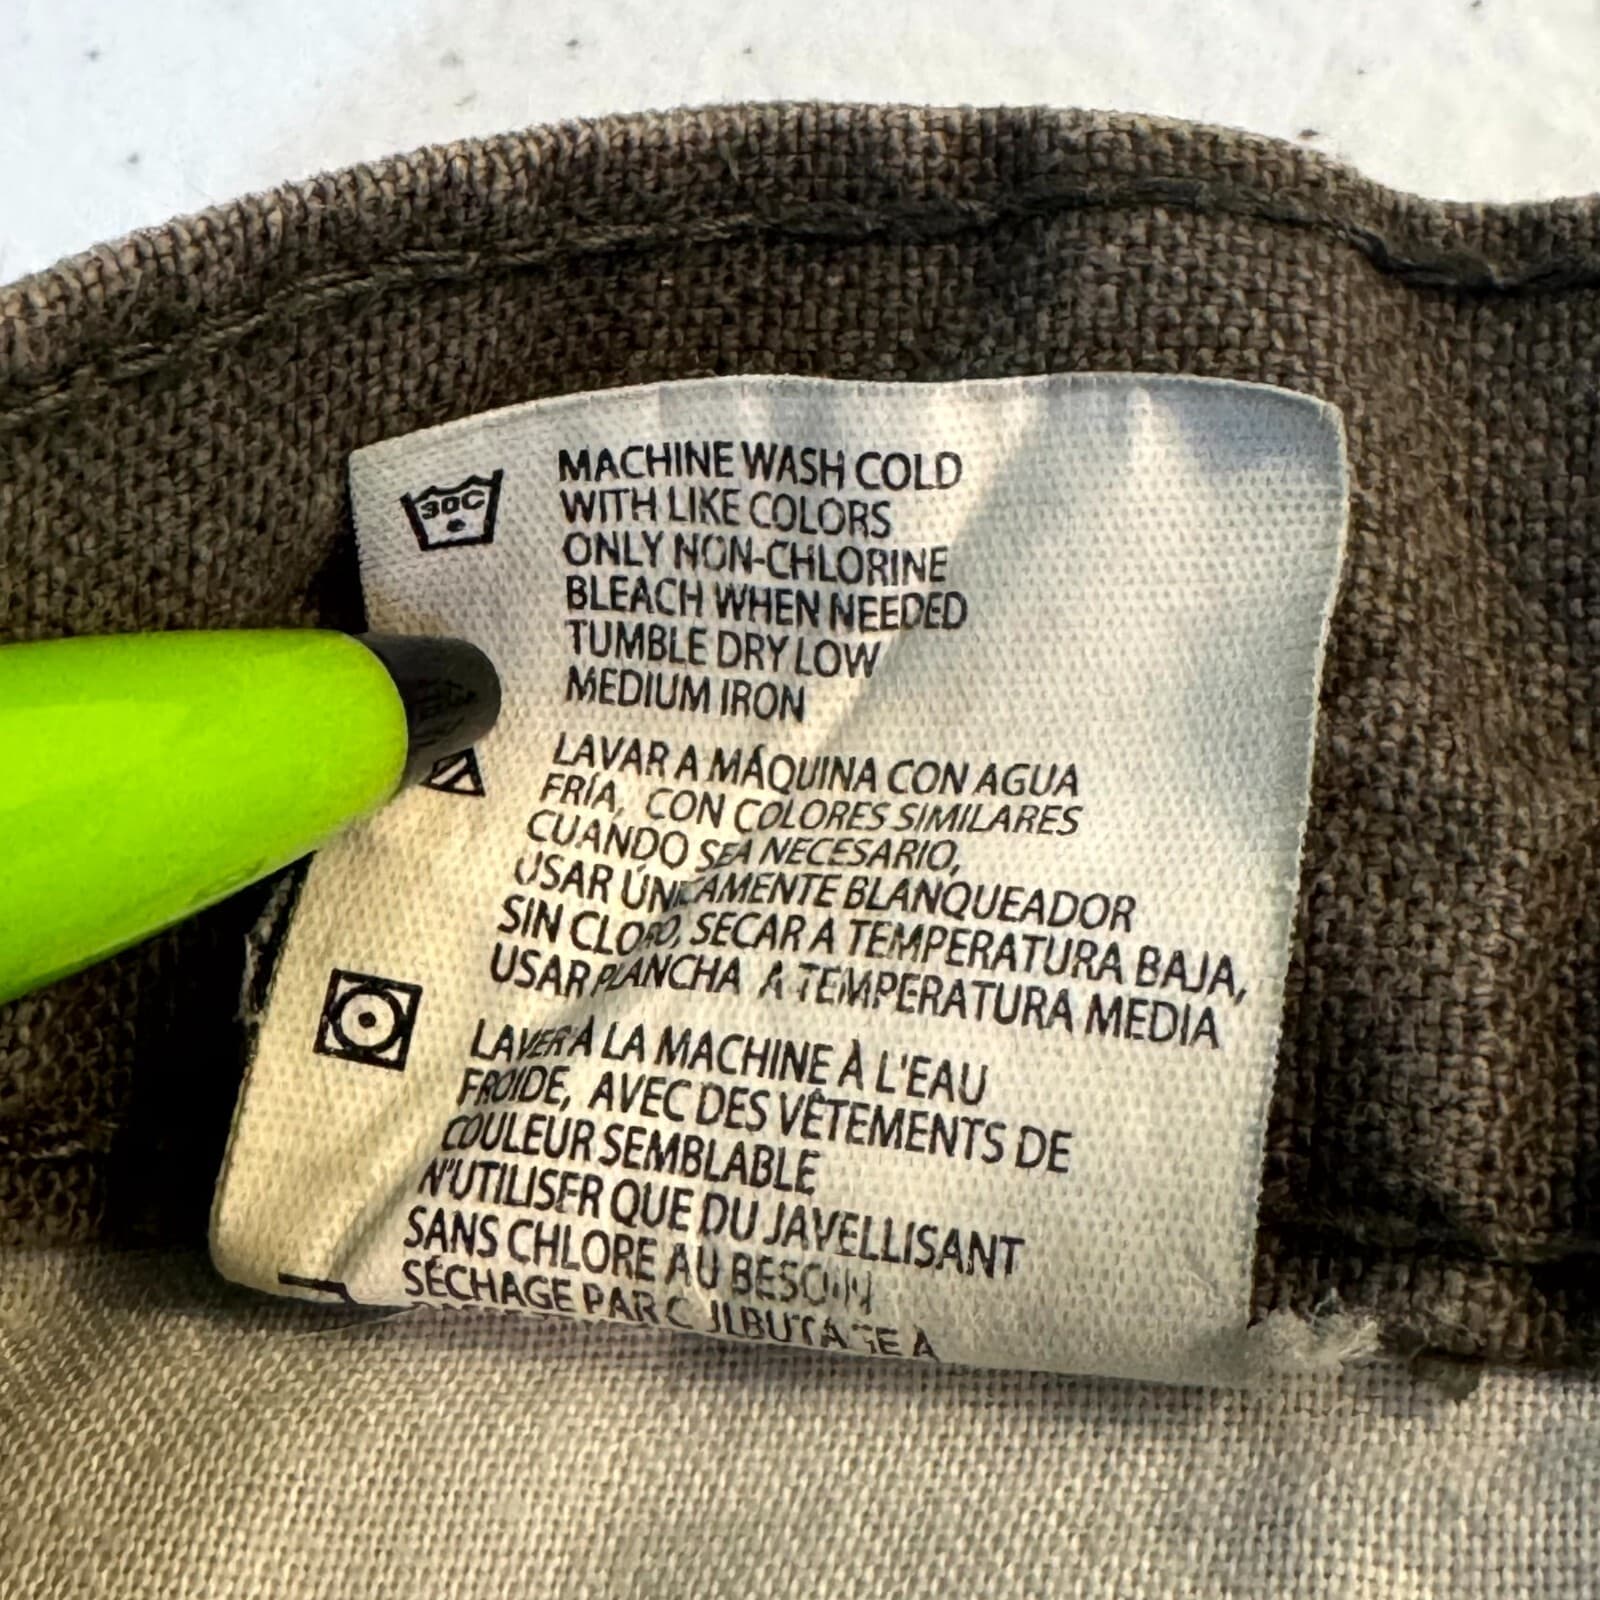 30C
MACHINE WASH COLD
WITH LIKE COLORS
ONLY NON-CHLORINE
BLEACH WHEN NEEDED
TUMBLE DRY LOW
MEDIUM IRON
LAVAR A MÁQUINA CON AGUA
FRÍA, CON COLORES SIMILARES
CUANDO SEA NECESARIO,
USAR ÚNICAMENTE BLANQUEADOR
SIN CLORO, SECAR A TEMPERATURA BAJA,
USAR PLANCHA A TEMPERATURA MEDIA
LAVER À LA MACHINE À L'EAU
FROIDE, AVEC DES VÊTEMENTS DE
COULEUR SEMBLABLE
N'UTILISER QUE DU JAVELLISANT
SANS CHLORE AU BESOIN
SÉCHAGE PAR CULBUTAGE À